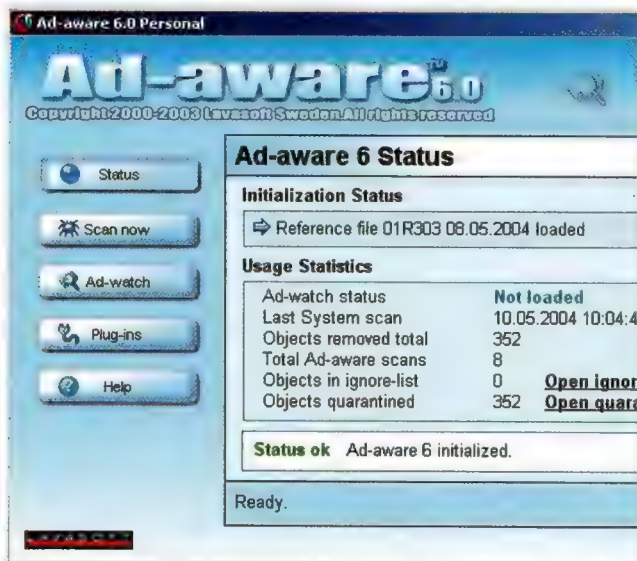 Ad-aware 6.0 Personal
Ad-aware 6.0
Copyright 2000-2003 Lavasoft Sweden. All rights reserved
Status
Scan now
Ad-watch
Plug-ins
Help
Ad-aware 6 Status
Initialization Status
Reference file 01R303 08.05.2004 loaded
Usage Statistics
Ad-watch status Not loaded
Last System scan 10.05.2004 10:04:4
Objects removed total 352
Total Ad-aware scans 8
Objects in ignore-list 0 Open ignor
Objects quarantined 352 Open quara
Status ok Ad-aware 6 initialized.
Ready.
LAVASOFT